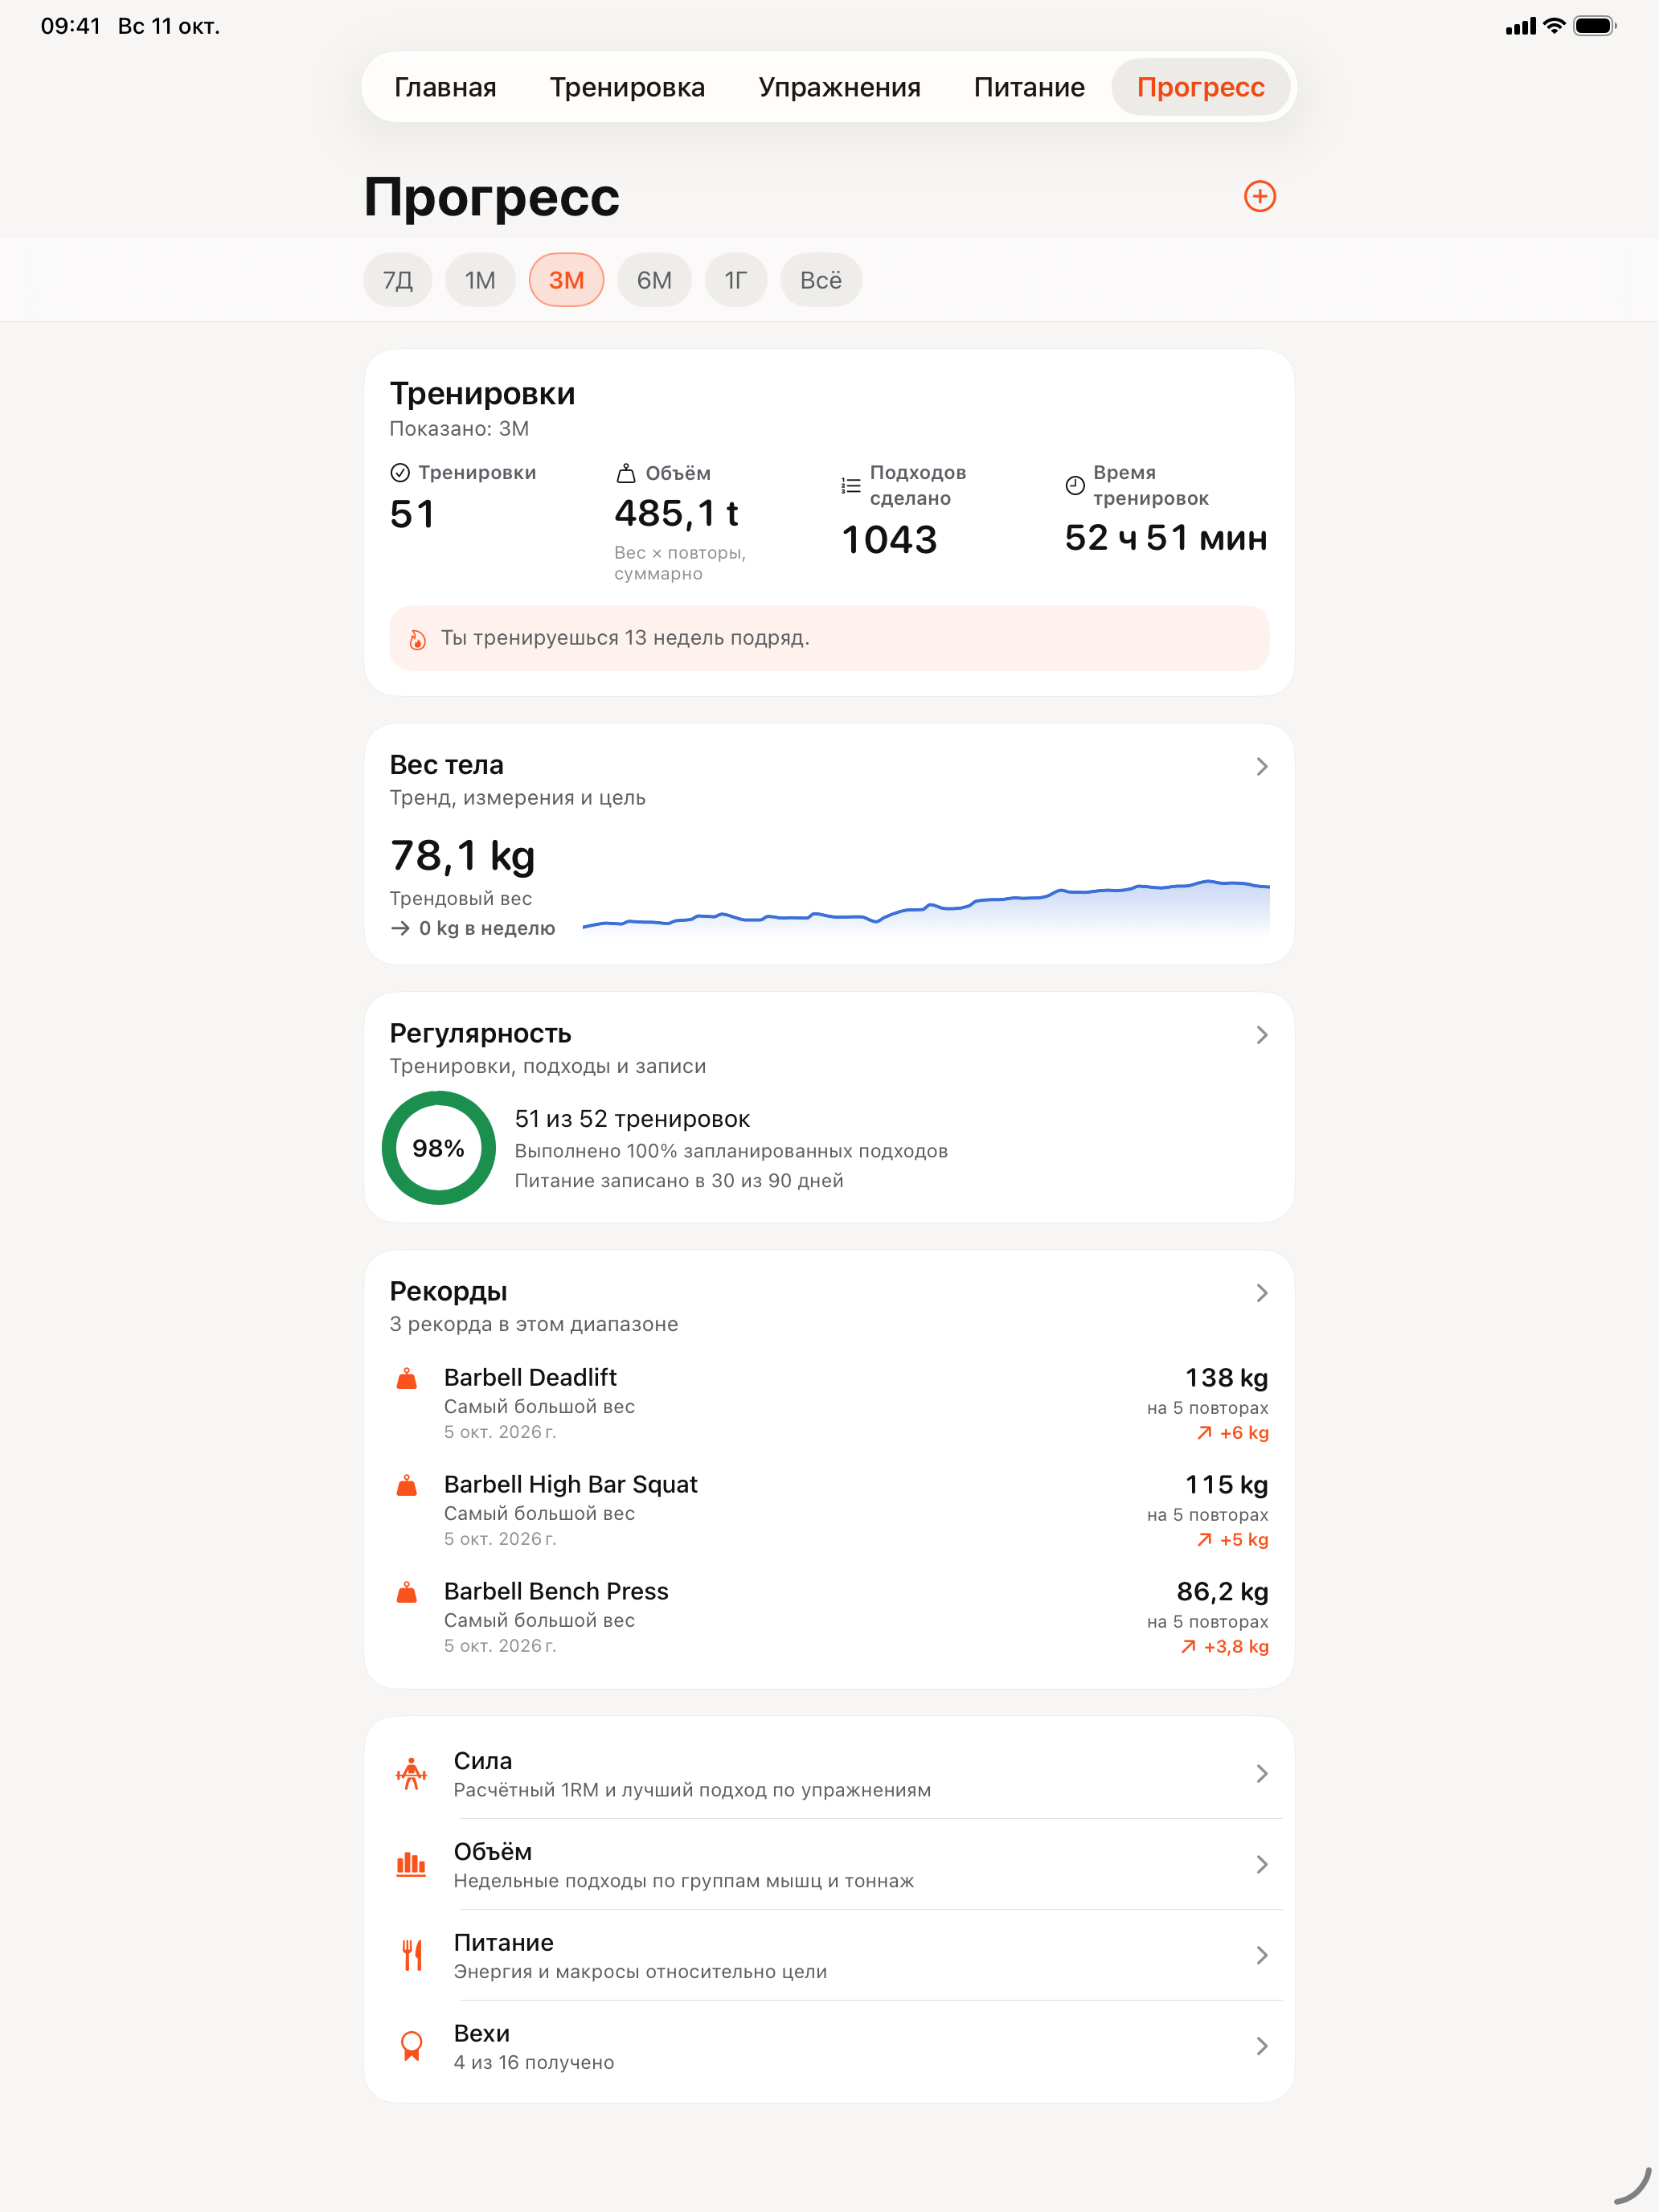 09:41 Вс 11 окт.
Главная Тренировка Упражнения Питание Прогресс
Прогресс
7Д 1М 3М 6М 1Г Всё
Тренировки
Показано: 3М
Тренировки
51
Объём
485,1 t
Вес × повторы,
суммарно
Подходов
сделано
1043
Время
тренировок
52 ч 51 мин
Ты тренируешься 13 недель подряд.
Вес тела
Тренд, измерения и цель
78,1 kg
Трендовый вес
→ 0 kg в неделю
Регулярность
Тренировки, подходы и записи
98%
51 из 52 тренировок
Выполнено 100% запланированных подходов
Питание записано в 30 из 90 дней
Рекорды
3 рекорда в этом диапазоне
Barbell Deadlift
Самый большой вес
5 окт. 2026 г.
138 kg
на 5 повторах
↗ +6 kg
Barbell High Bar Squat
Самый большой вес
5 окт. 2026 г.
115 kg
на 5 повторах
↗ +5 kg
Barbell Bench Press
Самый большой вес
5 окт. 2026 г.
86,2 kg
на 5 повторах
↗ +3,8 kg
Сила
Расчётный 1RM и лучший подход по упражнениям
Объём
Недельные подходы по группам мышц и тоннаж
Питание
Энергия и макросы относительно цели
Вехи
4 из 16 получено